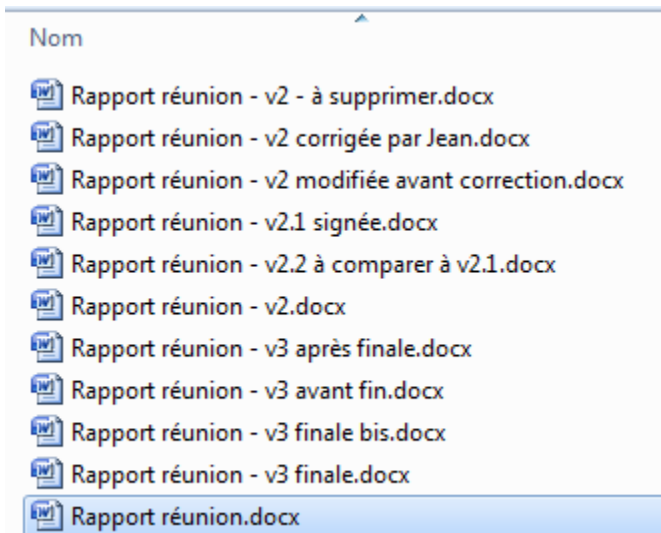 Nom
Rapport réunion - v2 - à supprimer.docx
Rapport réunion - v2 corrigée par Jean.docx
Rapport réunion - v2 modifiée avant correction.docx
Rapport réunion - v2.1 signée.docx
Rapport réunion - v2.2 à comparer à v2.1.docx
Rapport réunion - v2.docx
Rapport réunion - v3 après finale.docx
Rapport réunion - v3 avant fin.docx
Rapport réunion - v3 finale bis.docx
Rapport réunion - v3 finale.docx
Rapport réunion.docx